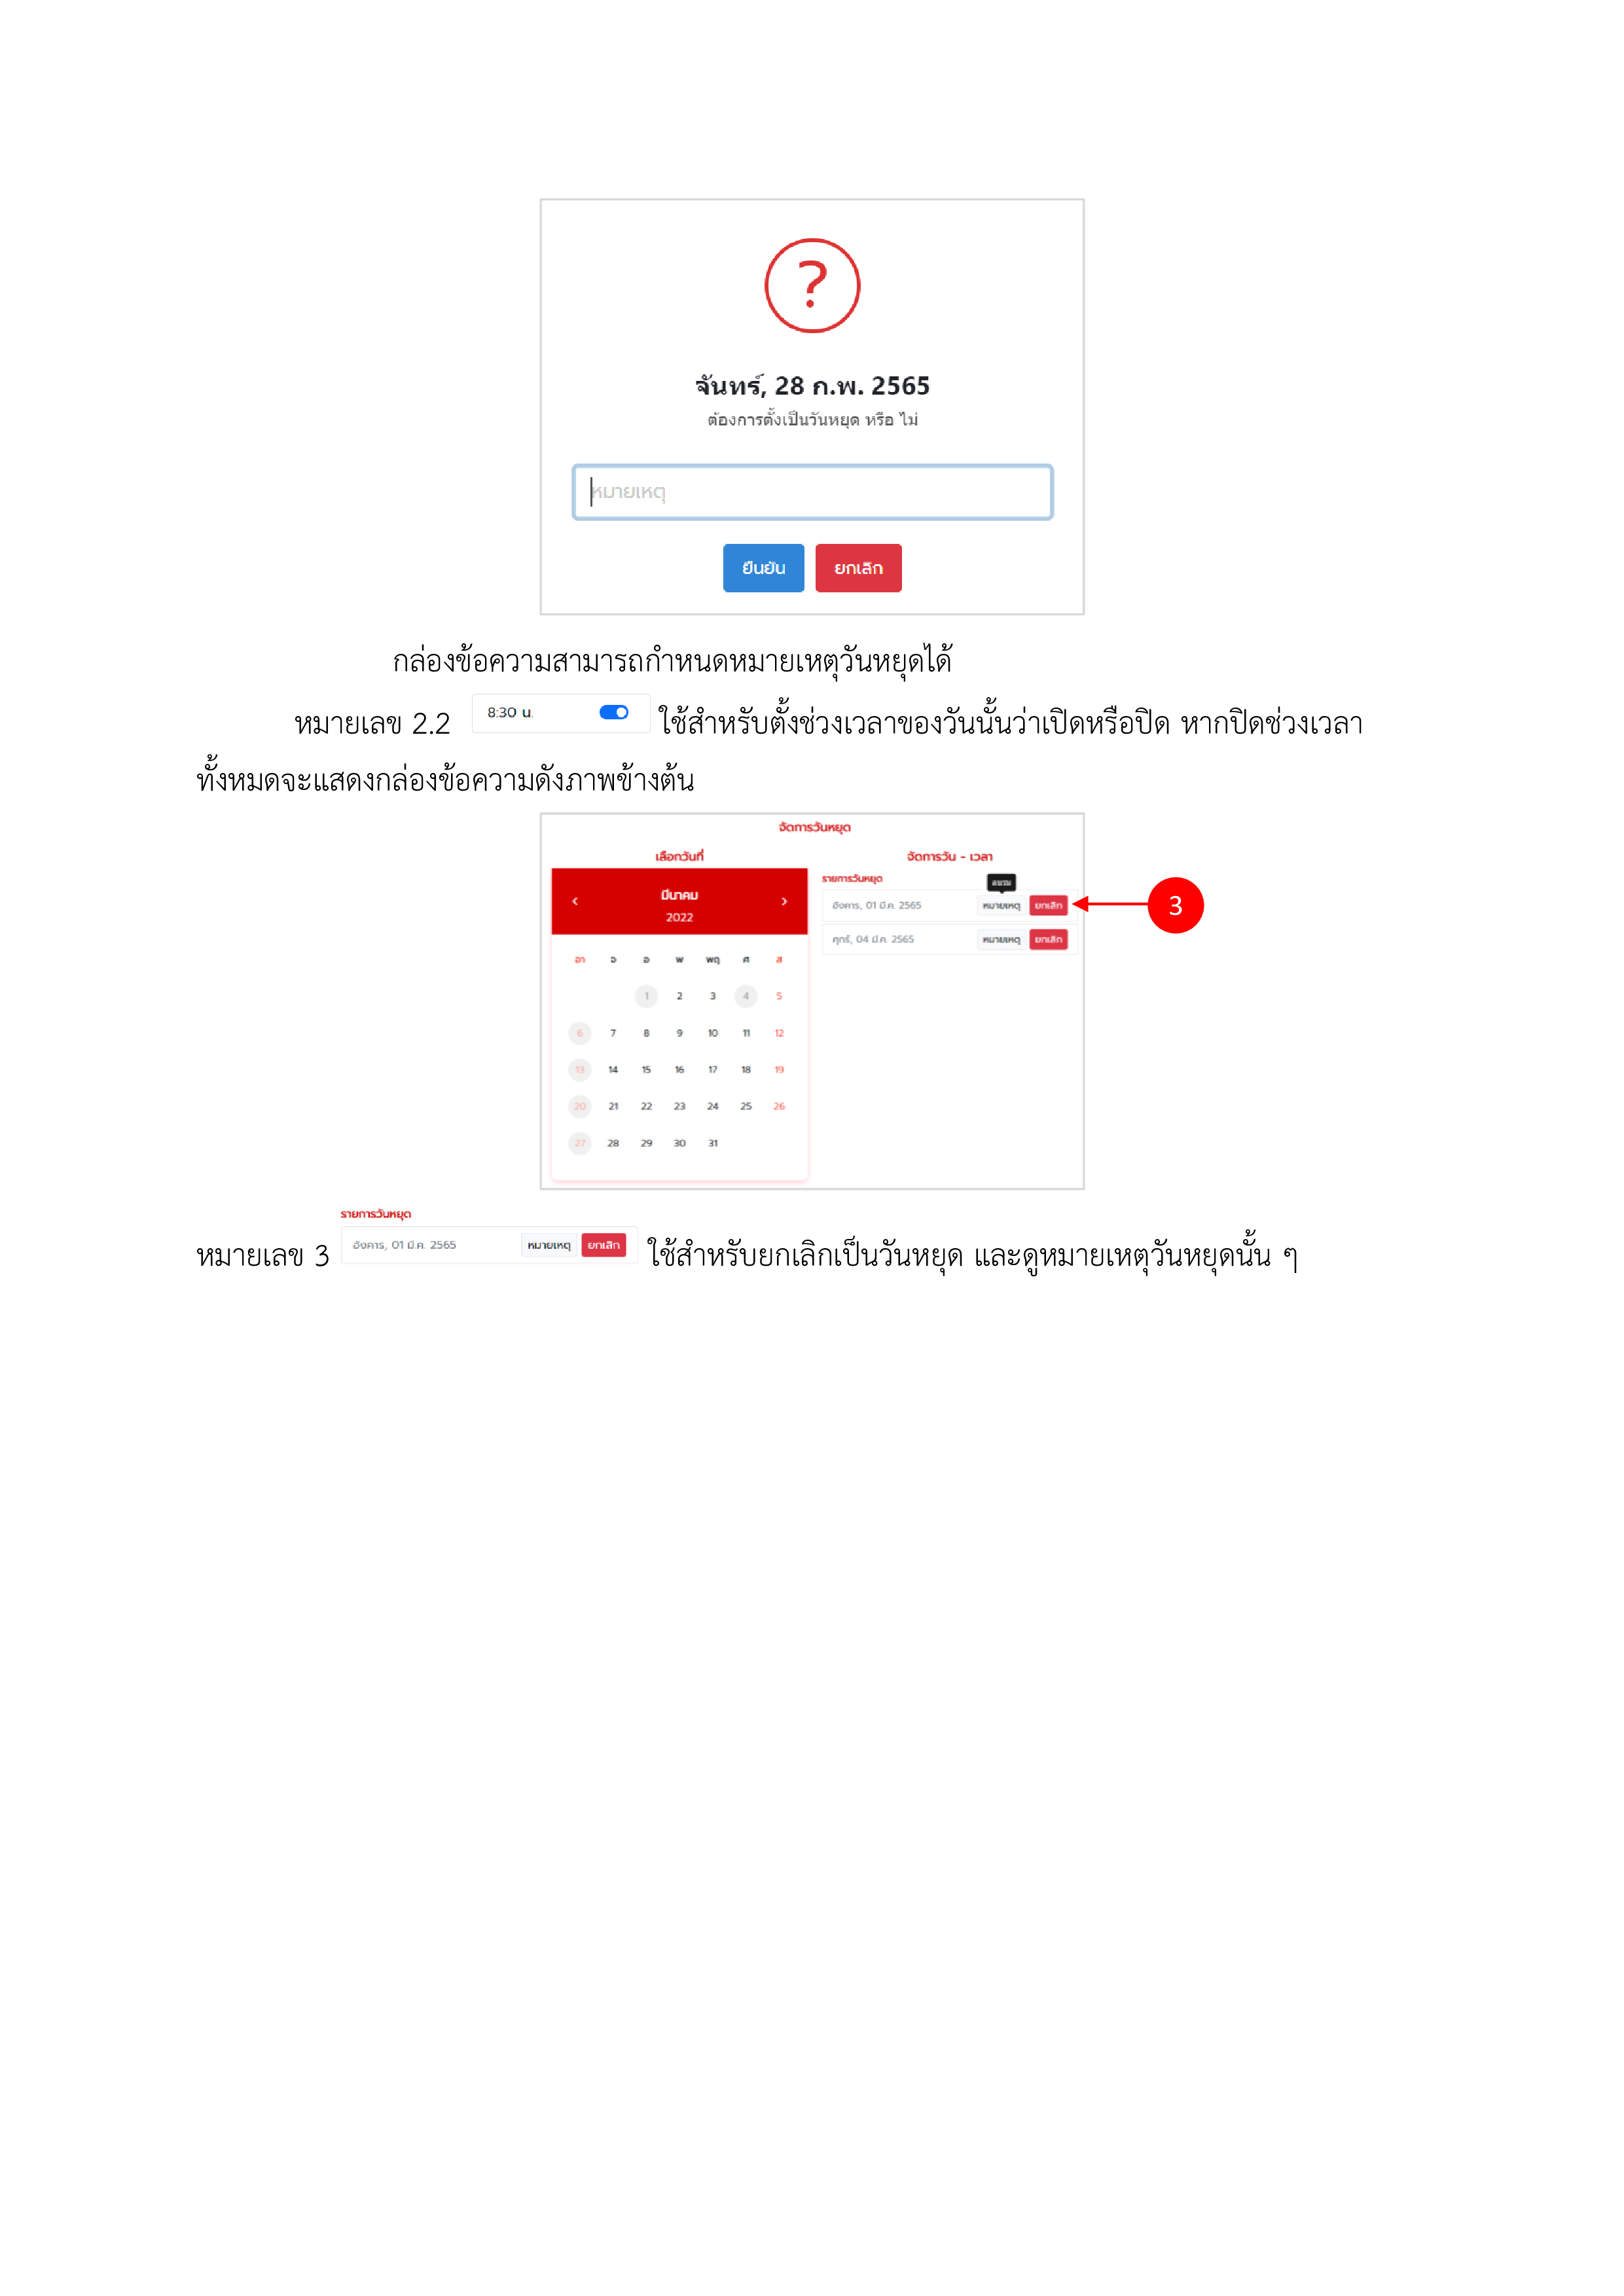 ?
จันทร์, 28 ก.พ. 2565
ต้องการตั้งเป็นวันหยุด หรือ ไม่
หมายเหตุ
ยืนยัน ยกเลิก
กล่องข้อความสามารถกำหนดหมายเหตุวันหยุดได้
หมายเลข 2.2 8:30 น. ใช้สำหรับตั้งช่วงเวลาของวันนั้นว่าเปิดหรือปิด หากปิดช่วงเวลา
ทั้งหมดจะแสดงกล่องข้อความดังภาพข้างต้น
จัดการวันหยุด
เลือกวันที่
มีนาคม
2022
อา จ อ พ พฤ ศ ส
1 2 3 4 5
6 7 8 9 10 11 12
13 14 15 16 17 18 19
20 21 22 23 24 25 26
27 28 29 30 31
จัดการวัน - เวลา
รายการวันหยุด
อบรม
อังคาร, 01 มี.ค. 2565 หมายเหตุ ยกเลิก
ศุกร์, 04 มี.ค. 2565 หมายเหตุ ยกเลิก
3
รายการวันหยุด
หมายเลข 3 อังคาร, 01 มี.ค. 2565 หมายเหตุ ยกเลิก ใช้สำหรับยกเลิกเป็นวันหยุด และดูหมายเหตุวันหยุดนั้น ๆ